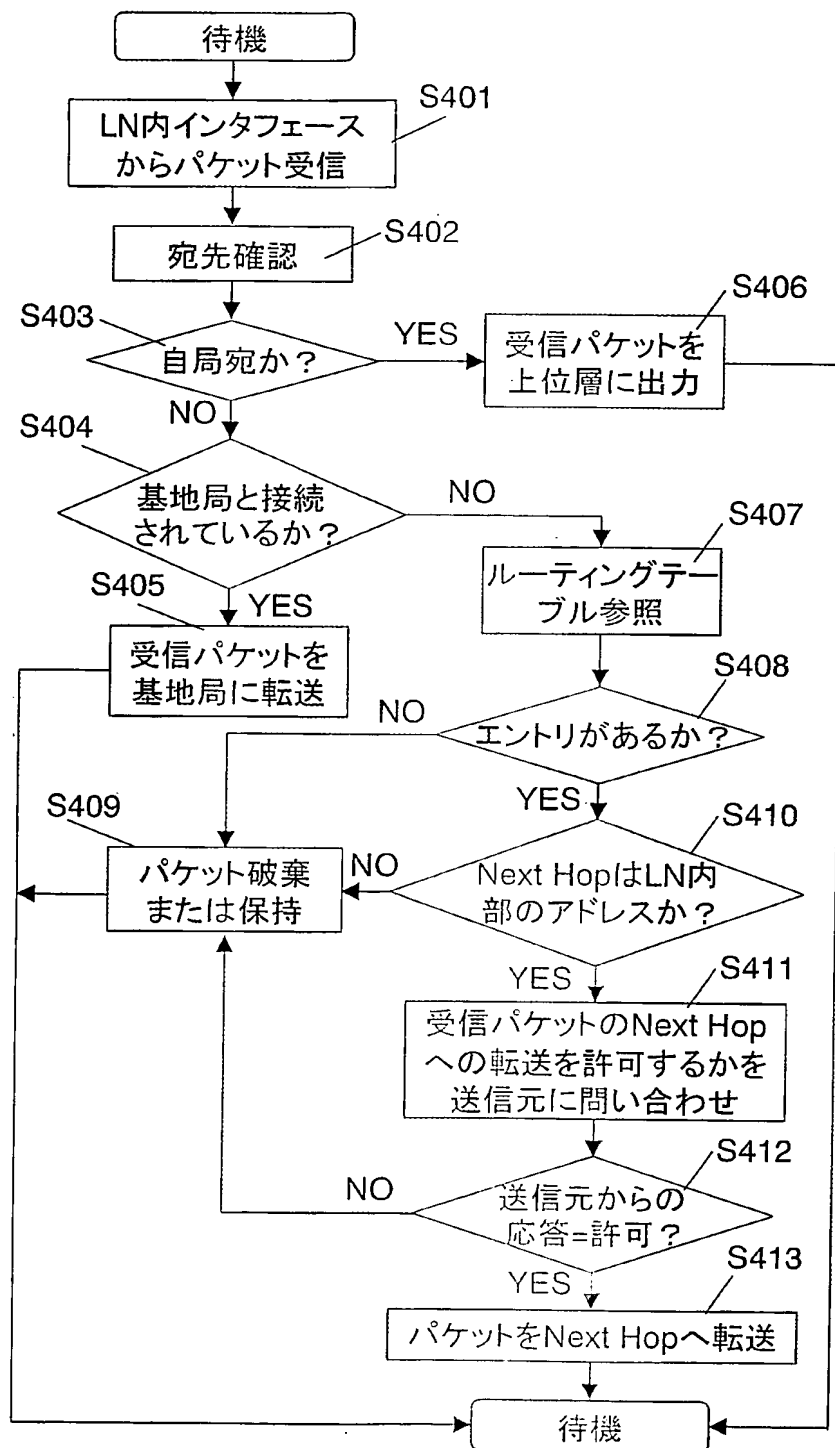 待機
S401
LN内インタフェース
からパケット受信
S402
宛先確認
S403
自局宛か？
YES
S406
受信パケットを
上位層に出力
NO
S404
基地局と接続
されているか？
NO
S407
ルーティングテー
ブル参照
S405
YES
受信パケットを
基地局に転送
S408
エントリがあるか？
NO
YES
S409
パケット破棄
または保持
NO
S410
Next HopはLN内
部のアドレスか？
YES
S411
受信パケットのNext Hop
への転送を許可するかを
送信元に問い合わせ
S412
送信元からの
応答=許可？
NO
YES
S413
パケットをNext Hopへ転送
待機